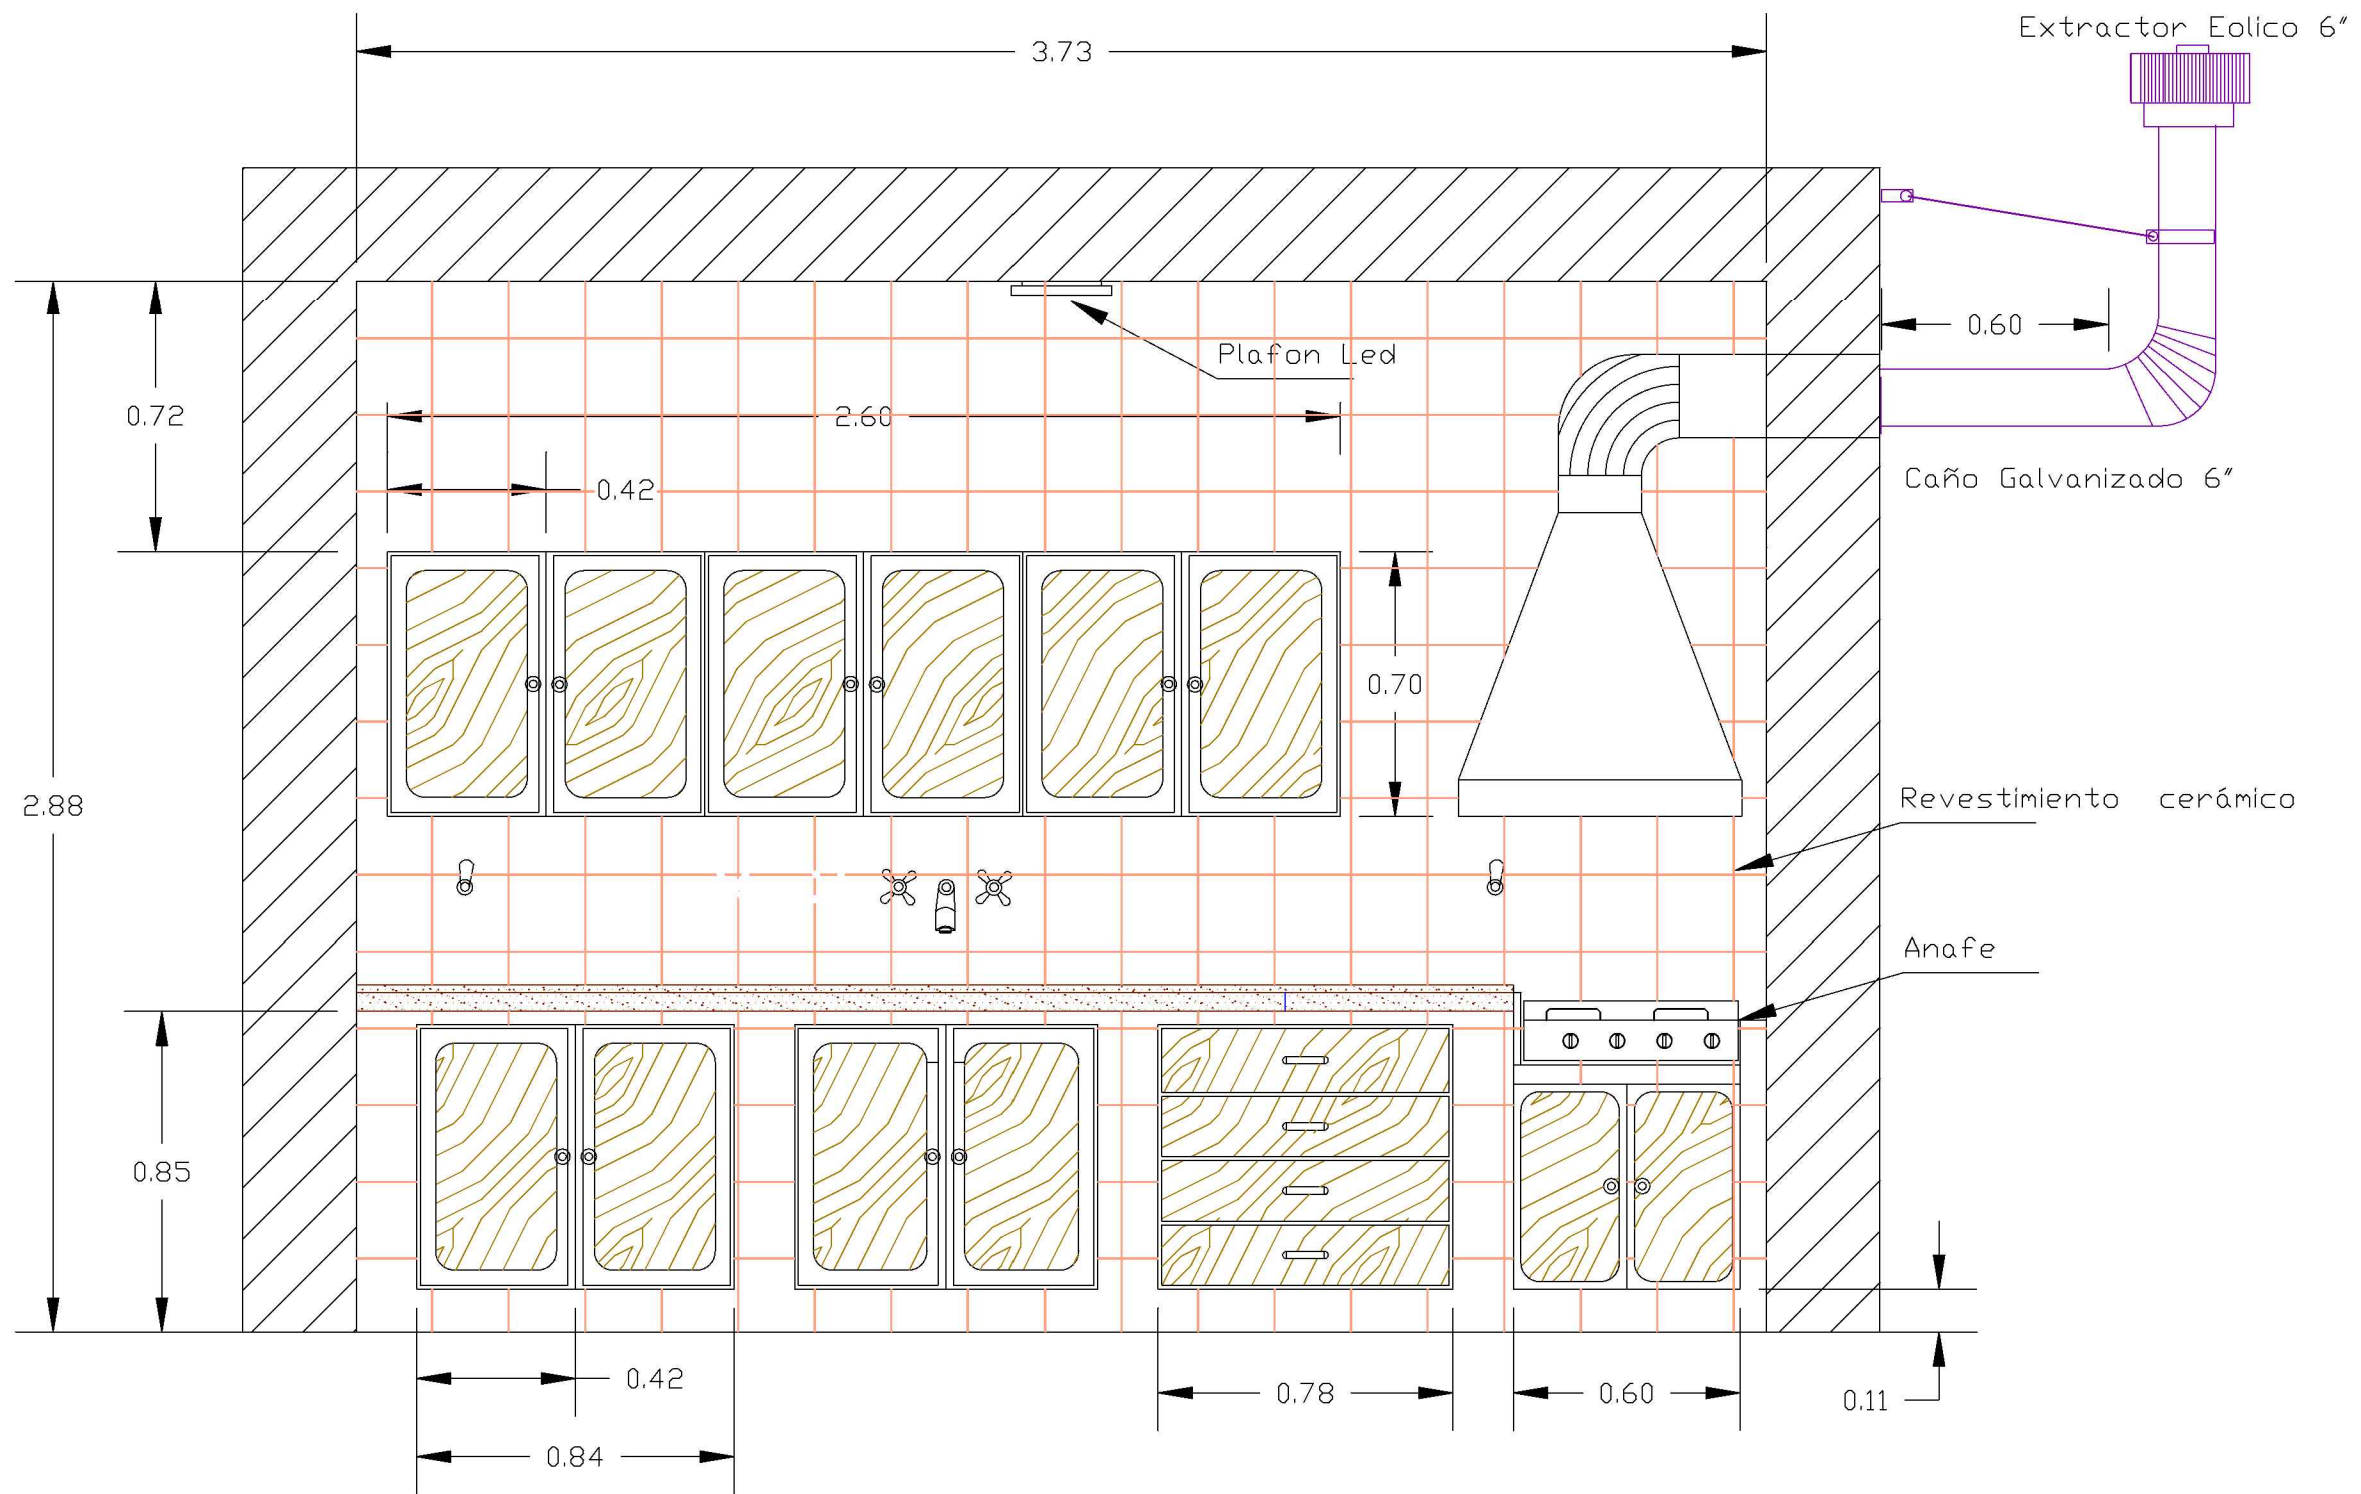 Extractor Eolico 6"
3.73
0.60
Plafon Led
0.72
2.60
Caño Galvanizado 6"
0.42
0.70
2.88
Revestimiento cerámico
Anafe
0.85
0.42
0.78
0.60
0.11
0.84